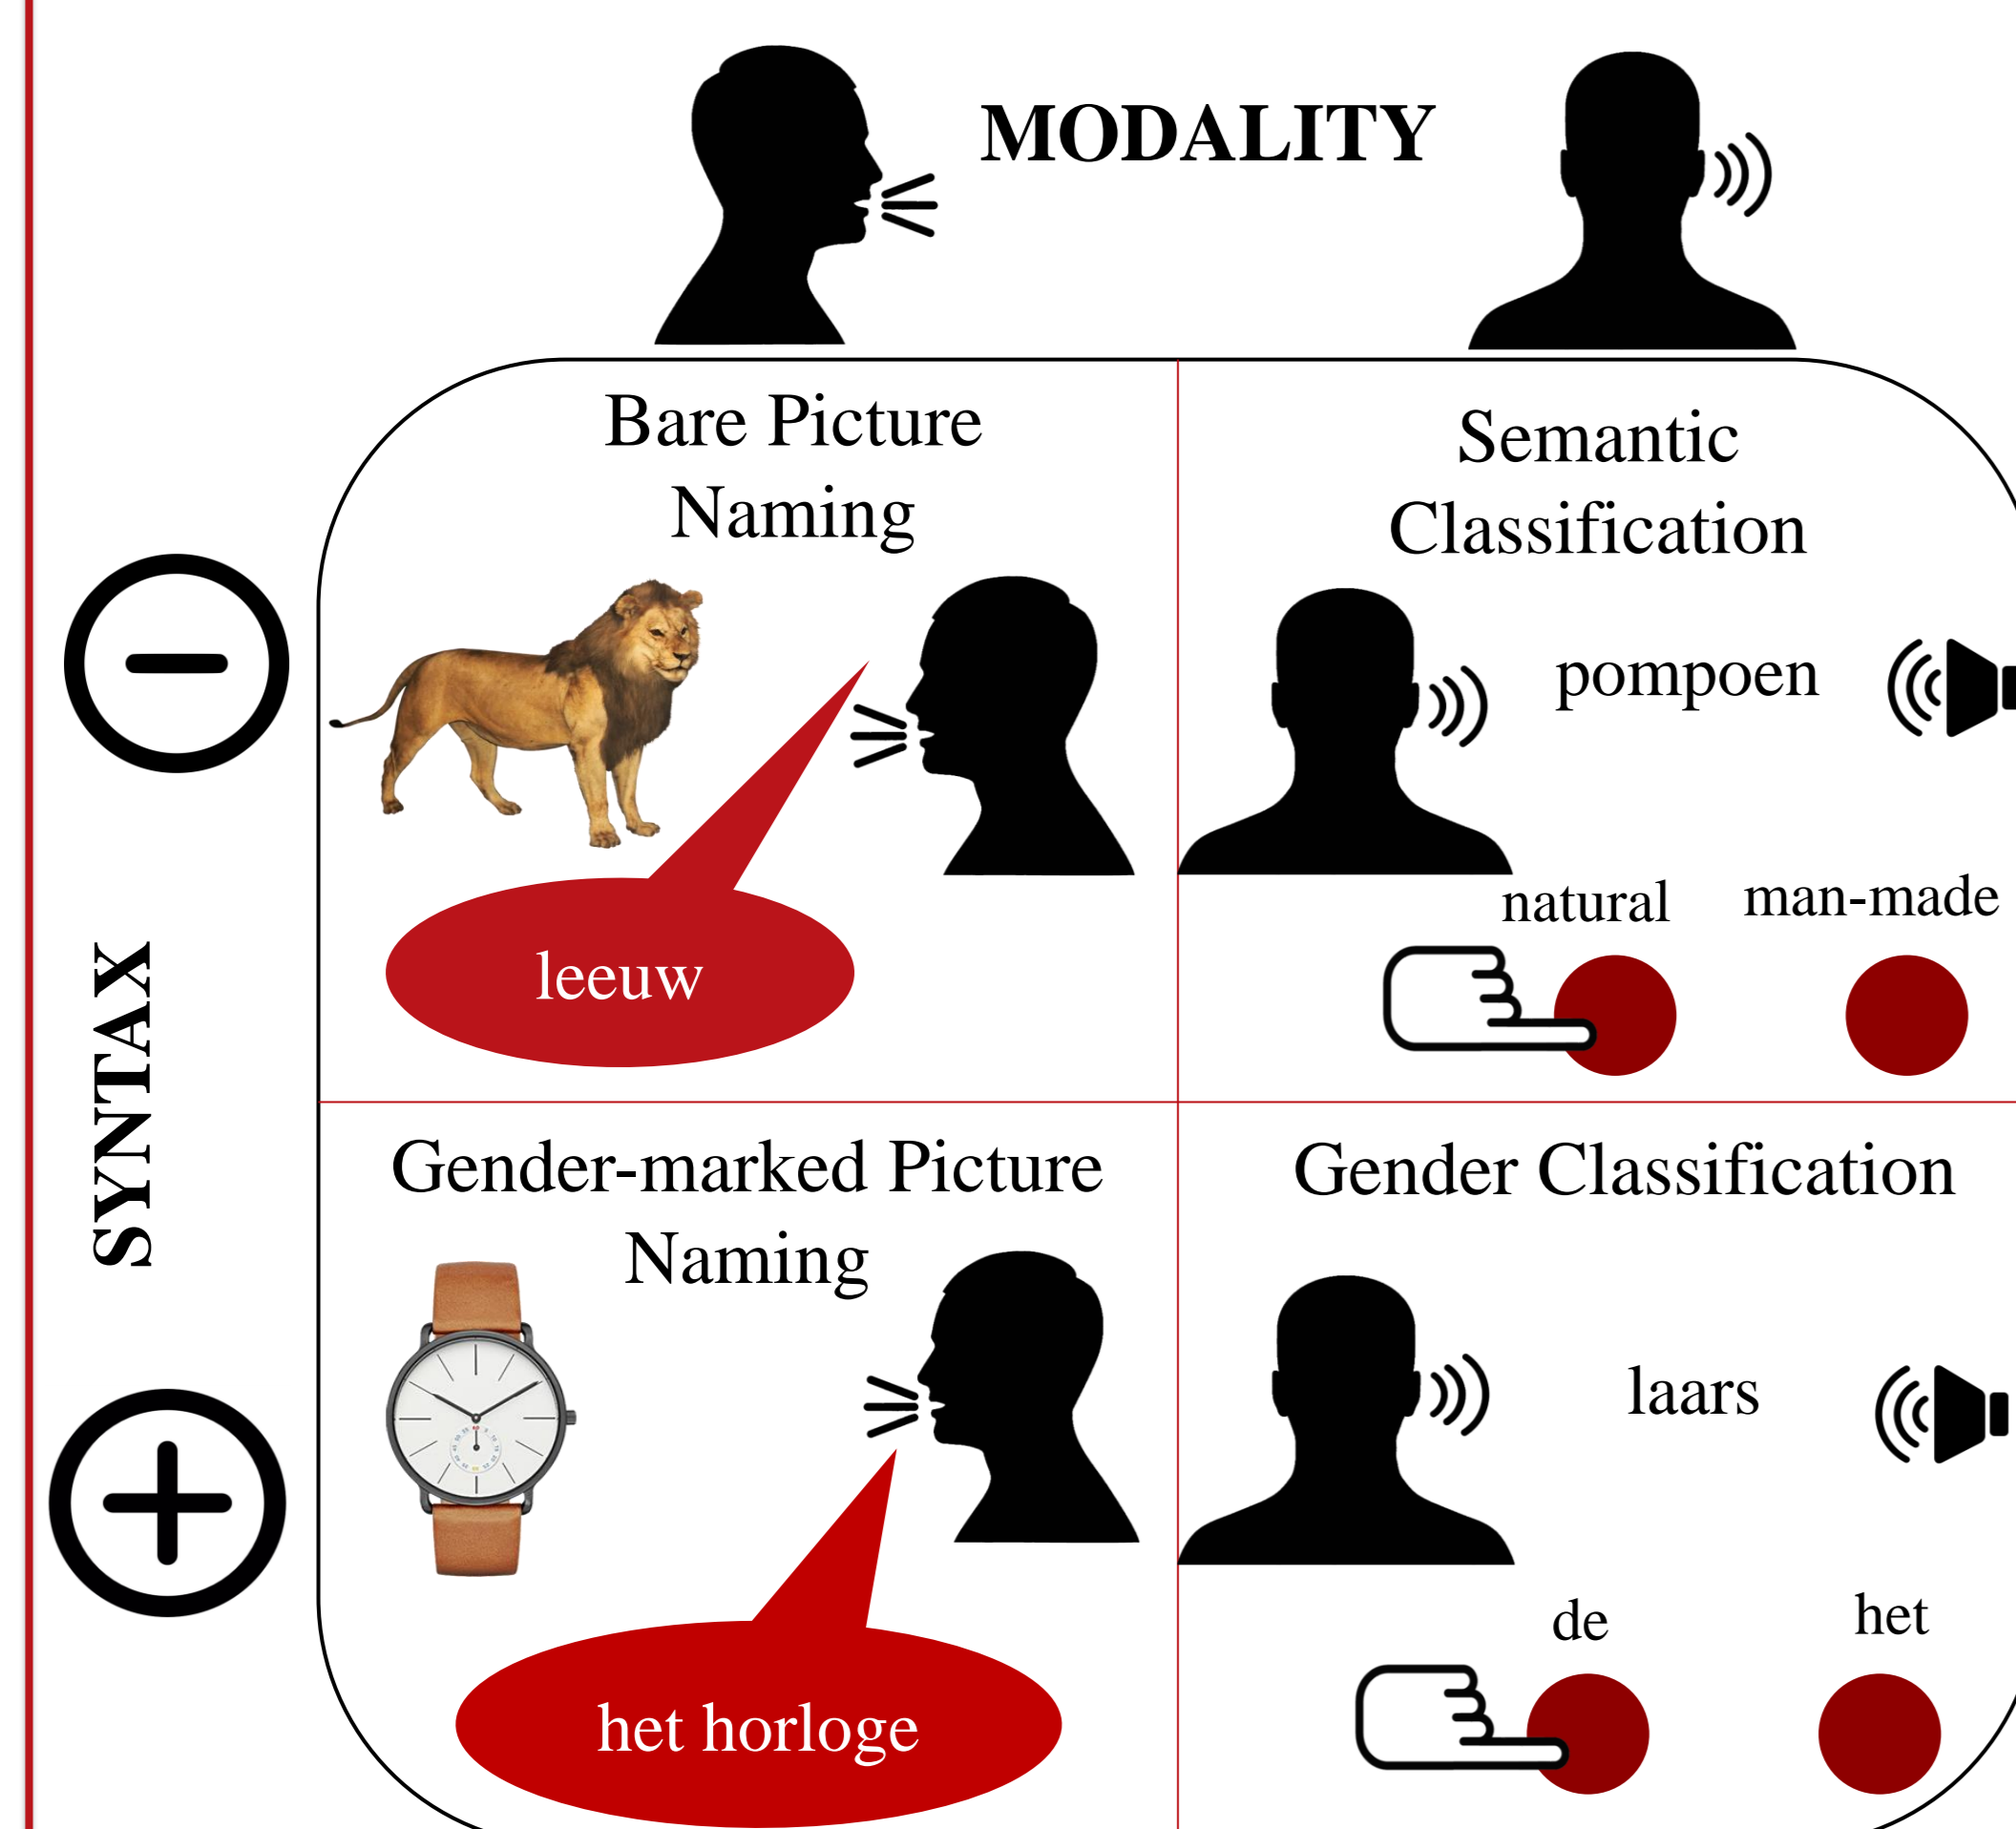 MODALITY
SYNTAX
Bare Picture
Naming
leeuw
Semantic
Classification
pompoen
natural man-made
Gender-marked Picture
Naming
het horloge
Gender Classification
laars
de het